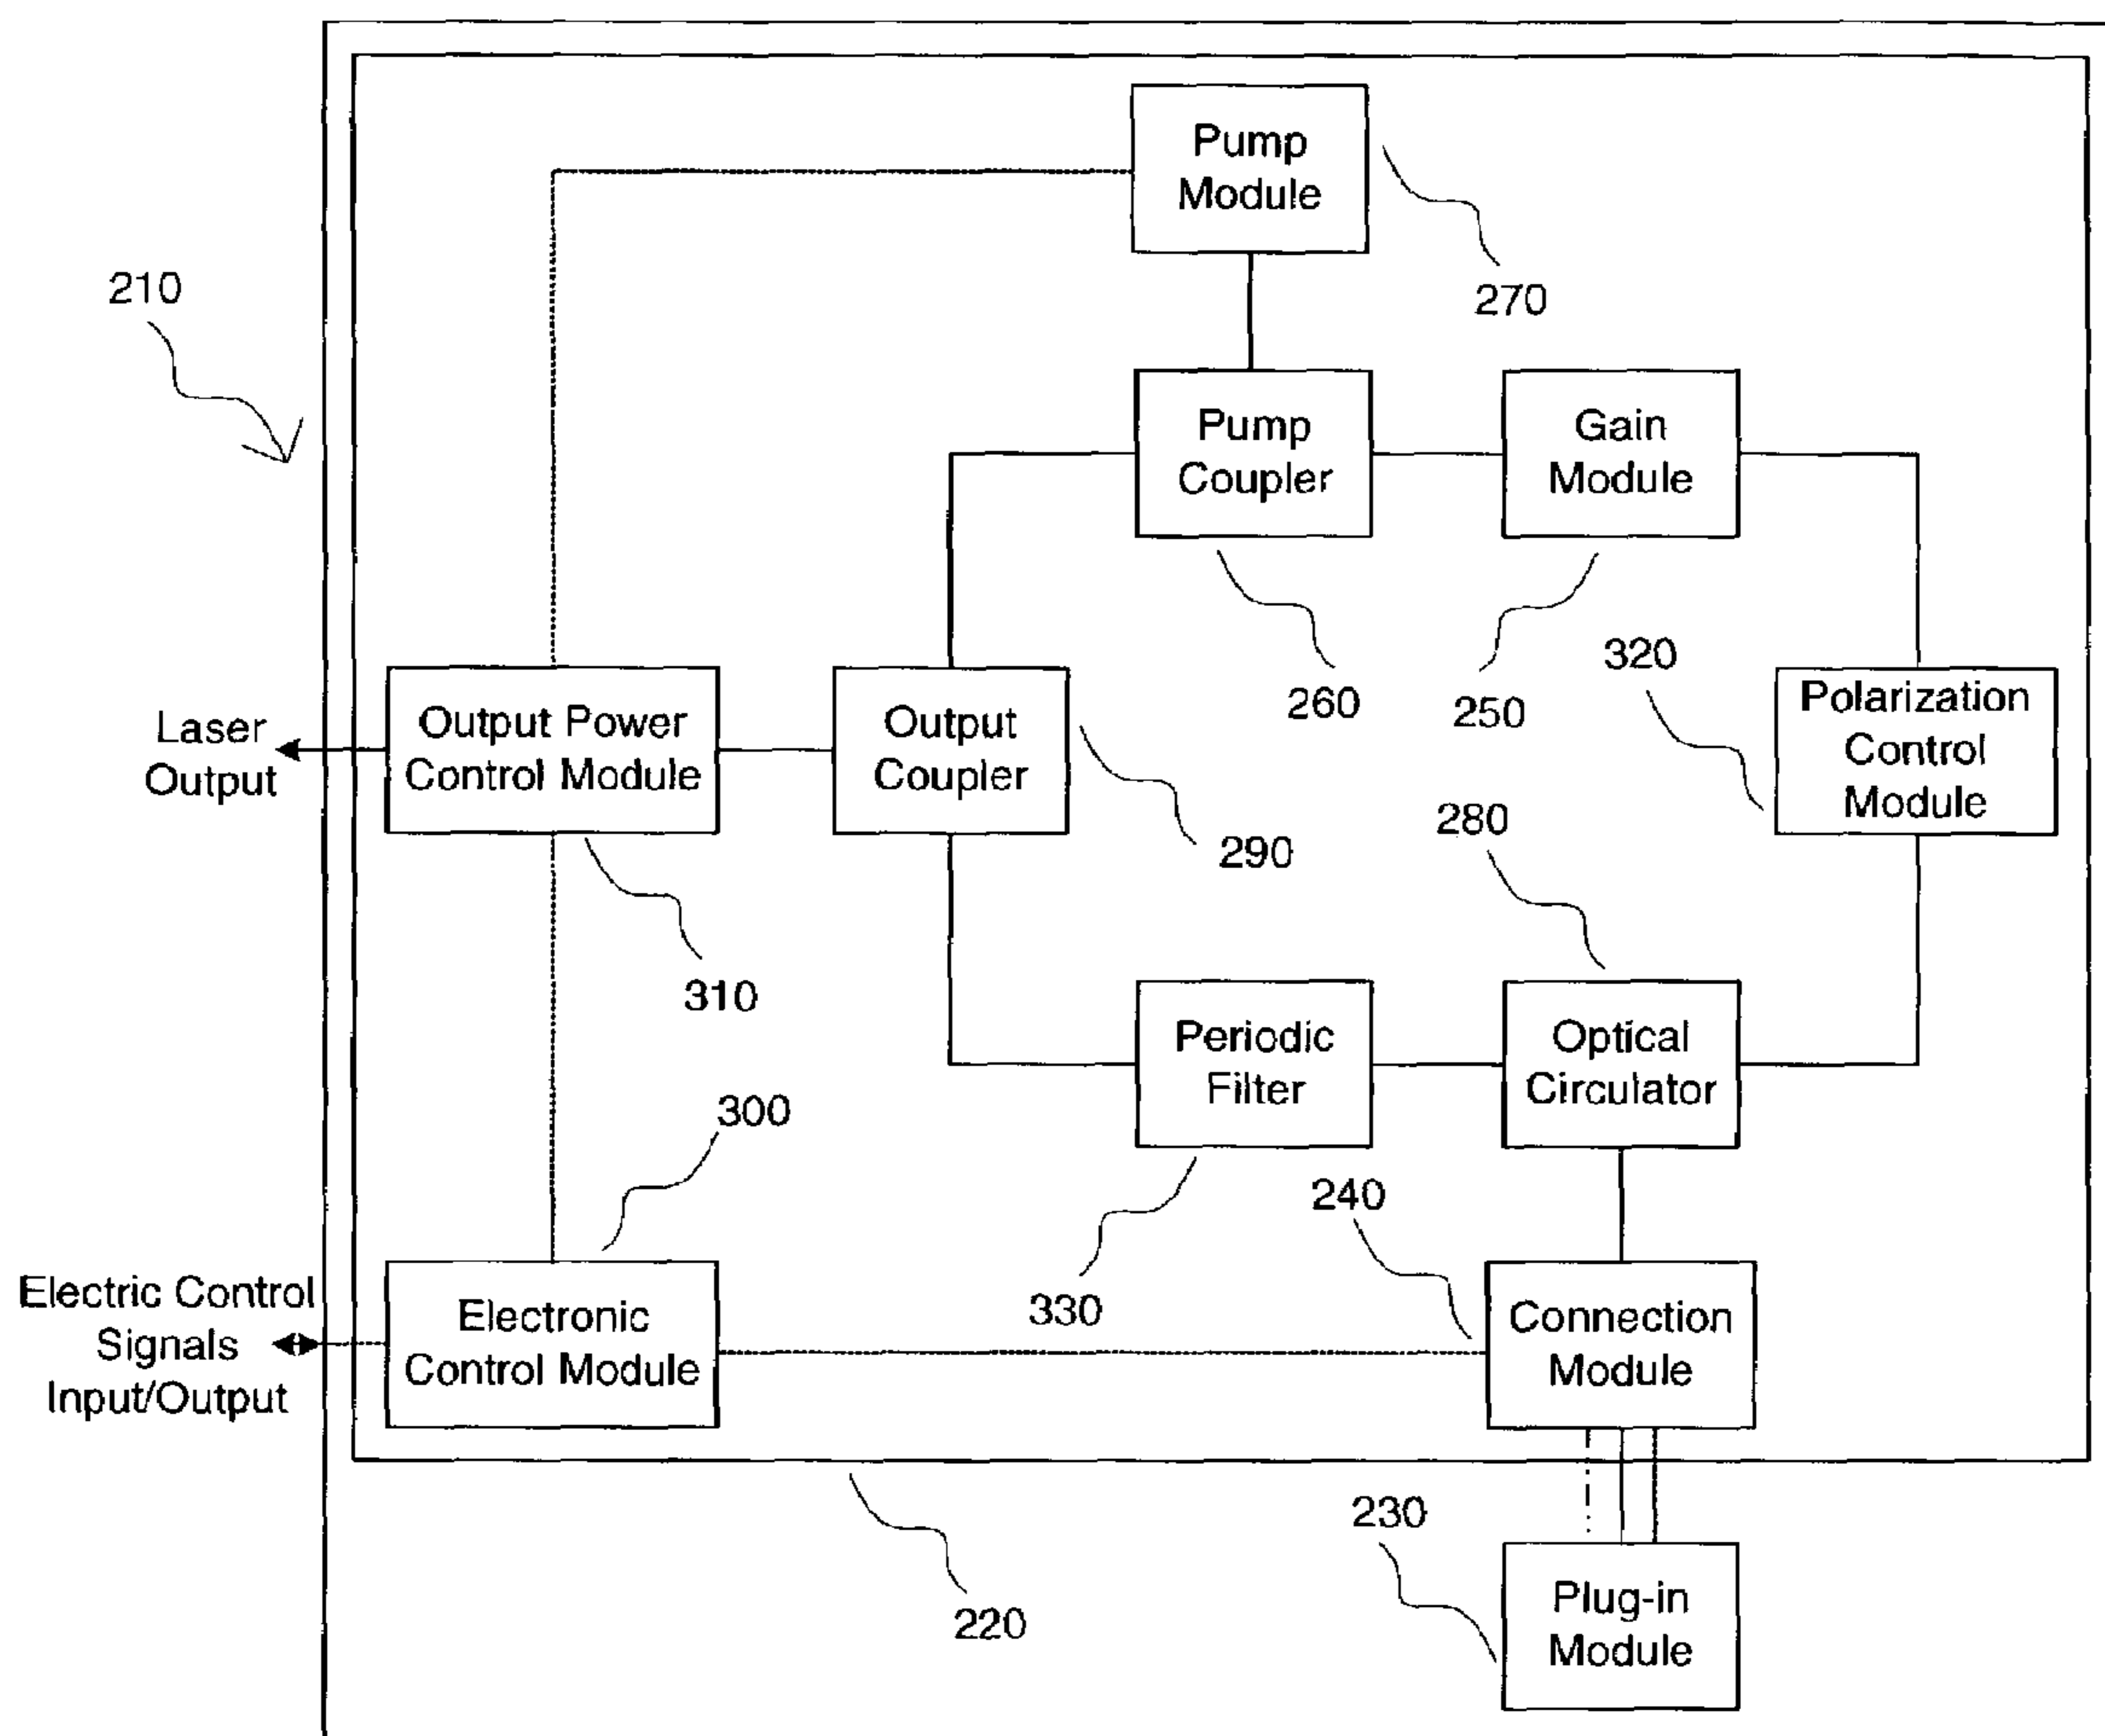 Pump
Module
270
210
Pump
Coupler
Gain
Module
260
250
320
Polarization
Control
Module
Laser
Output
Output Power
Control Module
Output
Coupler
290
280
310
Periodic
Filter
Optical
Circulator
300
240
330
Electric Control
Signals
Input/Output
Electronic
Control Module
Connection
Module
220
230
Plug-in
Module